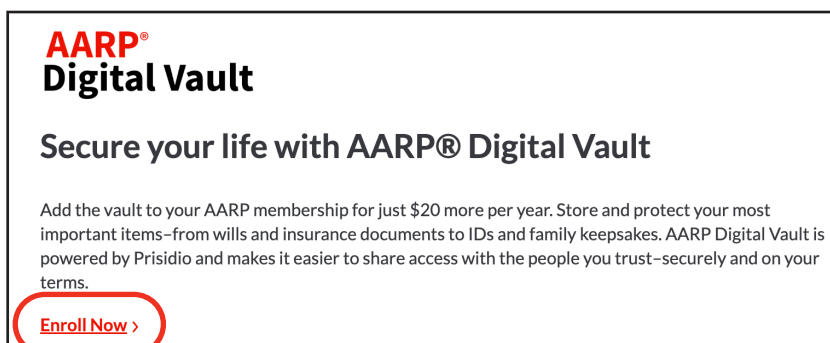 AARP®
Digital Vault
Secure your life with AARP® Digital Vault
Add the vault to your AARP membership for just $20 more per year. Store and protect your most
important items–from wills and insurance documents to IDs and family keepsakes. AARP Digital Vault is
powered by Prisidio and makes it easier to share access with the people you trust–securely and on your
terms.
Enroll Now ›